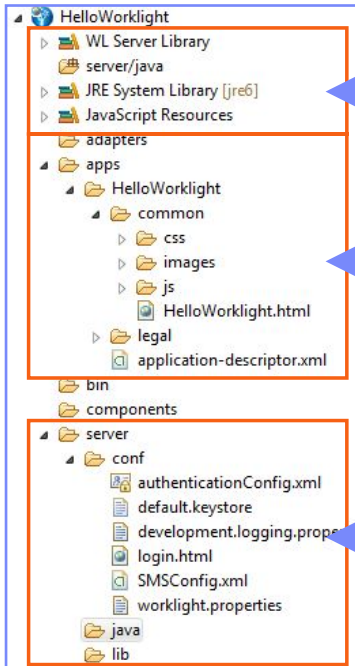 HelloWorklight
WL Server Library
server/java
JRE System Library [jre6]
JavaScript Resources
adapters
apps
HelloWorklight
common
css
images
js
HelloWorklight.html
legal
application-descriptor.xml
bin
components
server
conf
authenticationConfig.xml
default.keystore
development.logging.prope
login.html
SMSConfig.xml
worklight.properties
java
lib